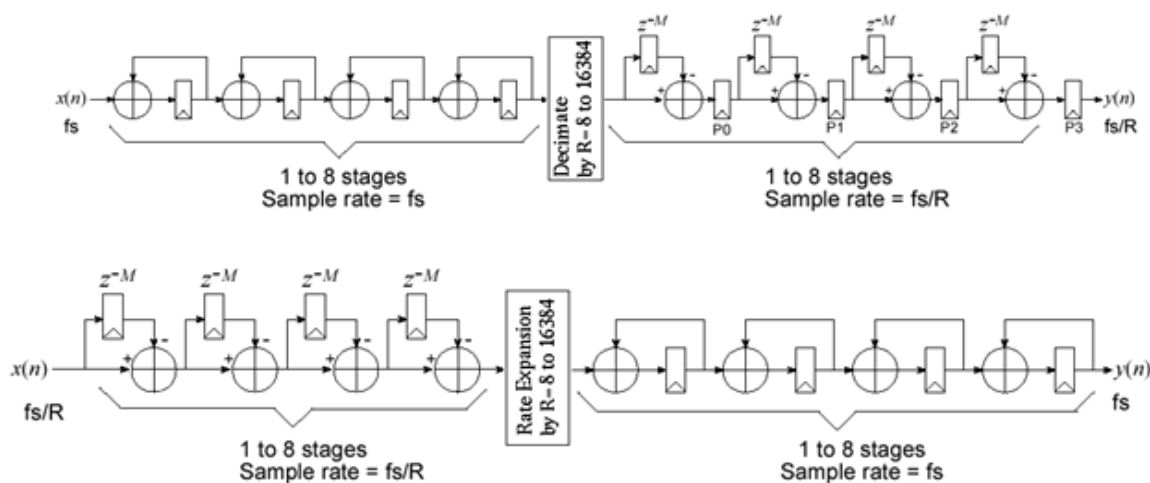 z-M z-M z-M z-M
x(n)
fs
Decimate
by R= 8 to 16384
- - - -
+ + + +
P0 P1 P2 P3
y(n)
fs/R
1 to 8 stages
Sample rate = fs
1 to 8 stages
Sample rate = fs/R
z-M z-M z-M z-M
x(n)
fs/R
- - - -
+ + + +
Rate Expansion
by R= 8 to 16384
y(n)
fs
1 to 8 stages
Sample rate = fs/R
1 to 8 stages
Sample rate = fs